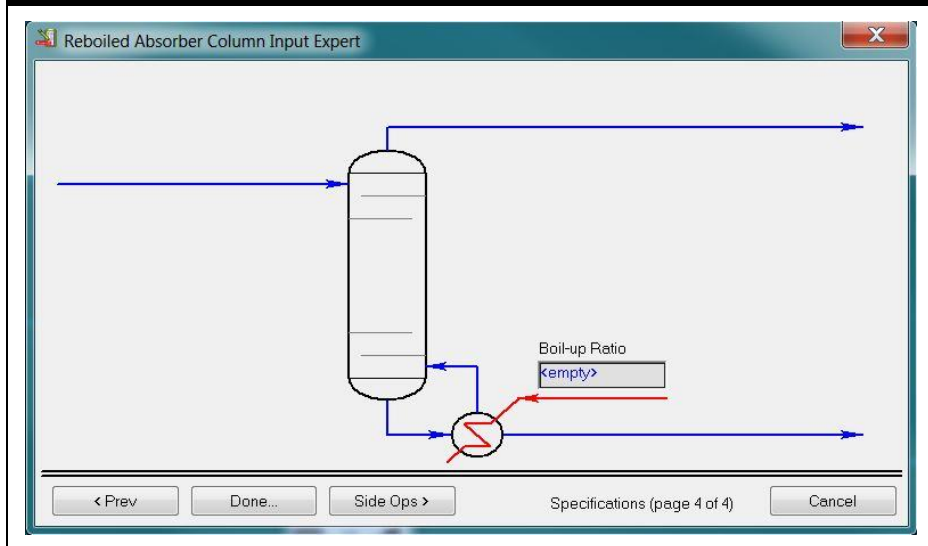 Reboiled Absorber Column Input Expert
Boil-up Ratio
<empty>
< Prev
Done...
Side Ops >
Specifications (page 4 of 4)
Cancel